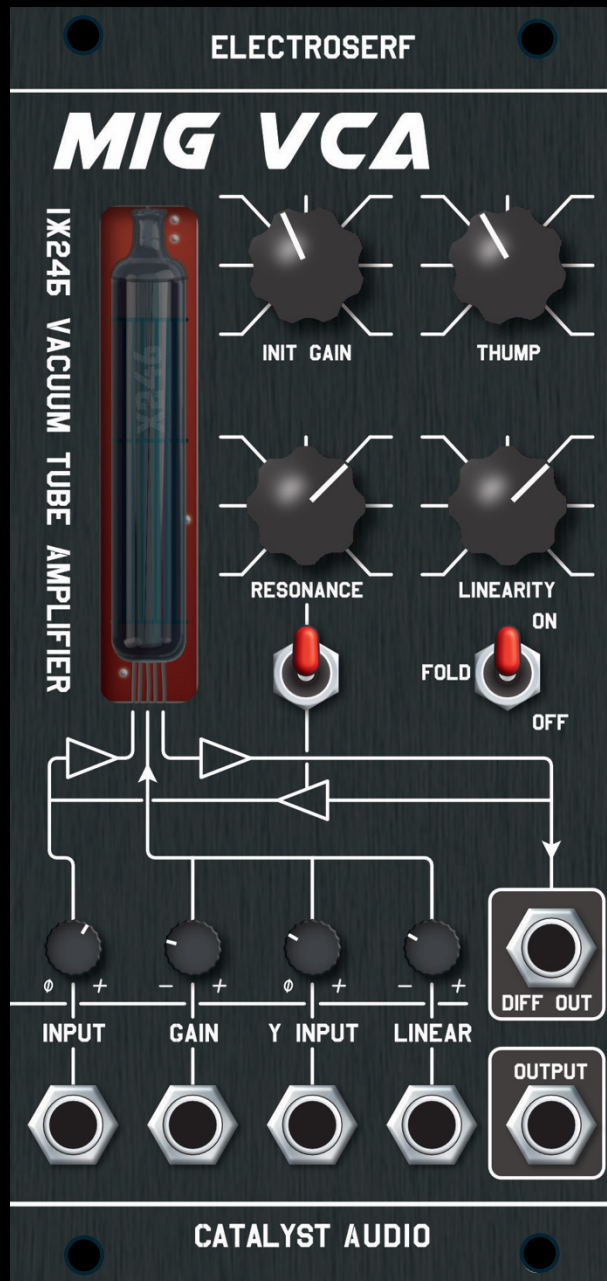 ELECTROSERF
MIG VCA
1Ж24Б VACUUM TUBE AMPLIFIER
INIT GAIN
THUMP
RESONANCE
LINEARITY
ON
FOLD
OFF
ø +
− +
ø +
− +
INPUT
GAIN
Y INPUT
LINEAR
DIFF OUT
OUTPUT
CATALYST AUDIO